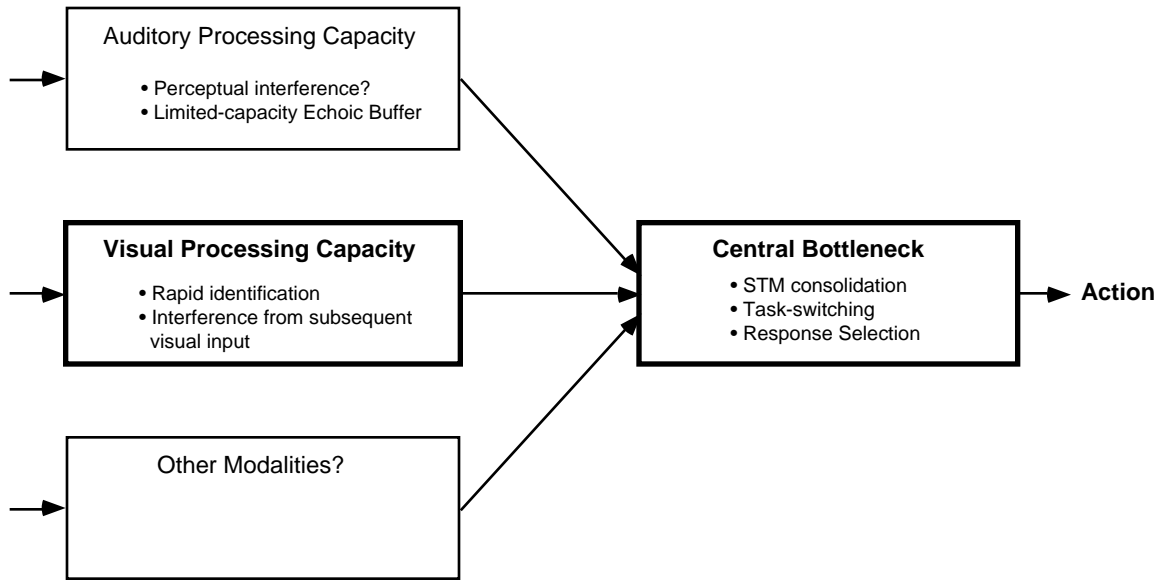 Auditory Processing Capacity
• Perceptual interference?
• Limited-capacity Echoic Buffer
Visual Processing Capacity
• Rapid identification
• Interference from subsequent
visual input
Other Modalities?
Central Bottleneck
• STM consolidation
• Task-switching
• Response Selection
Action